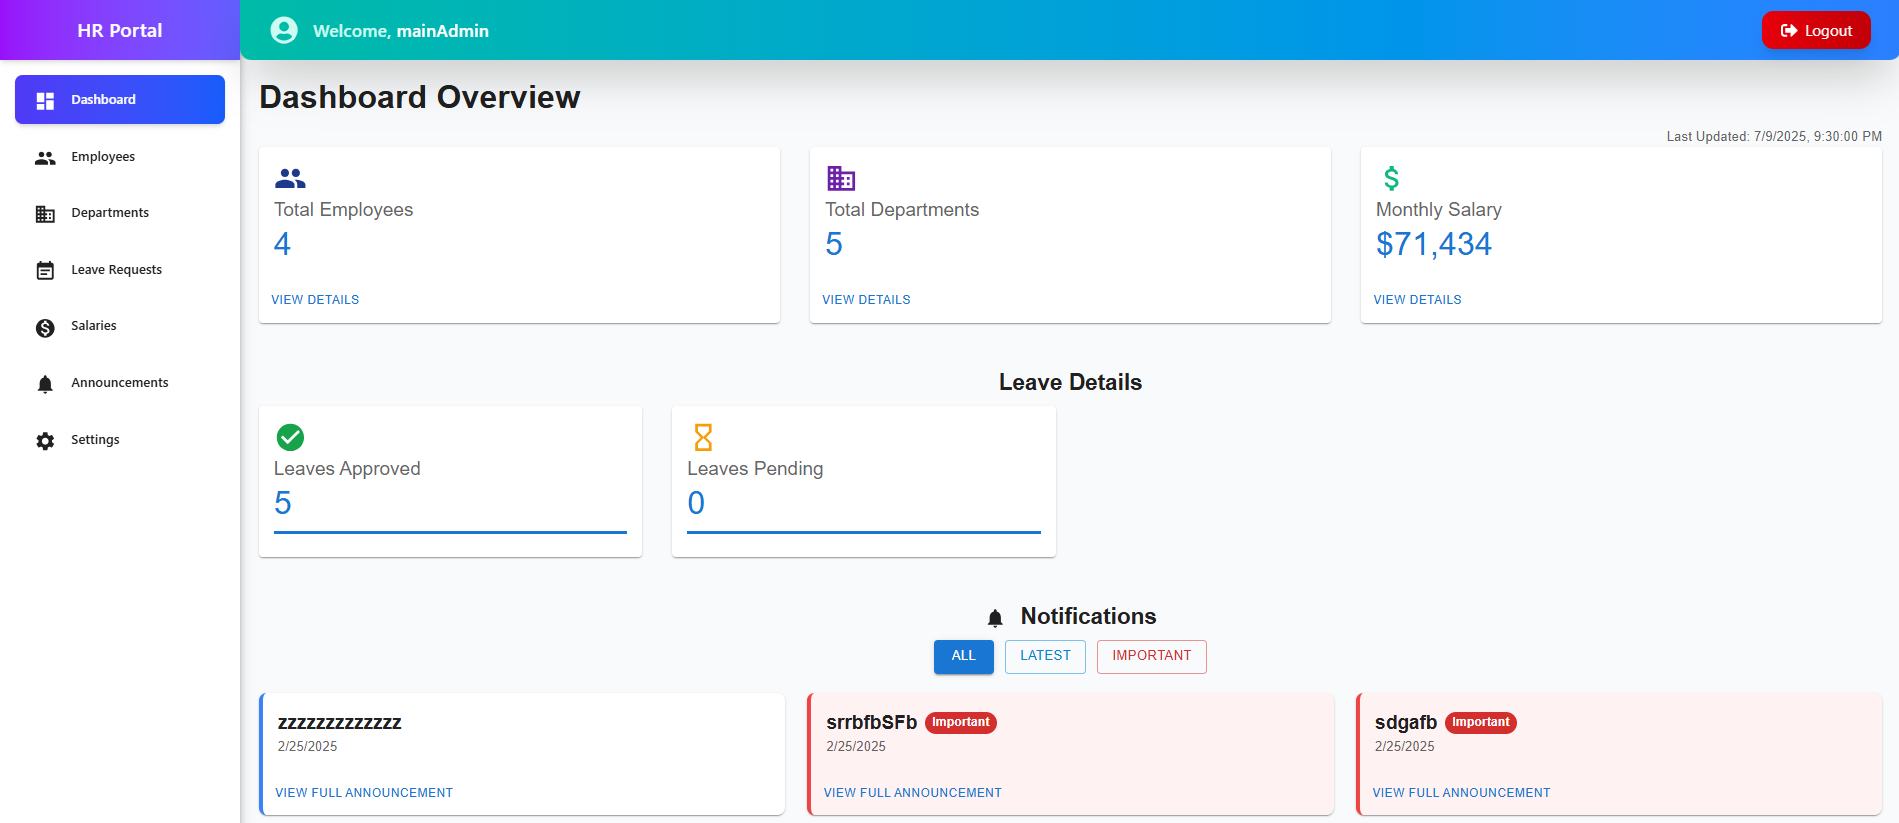 HR Portal
Welcome, mainAdmin
Logout
Dashboard
Employees
Departments
Leave Requests
Salaries
Announcements
Settings
Dashboard Overview
Last Updated: 7/9/2025, 9:30:00 PM
Total Employees
4
VIEW DETAILS
Total Departments
5
VIEW DETAILS
Monthly Salary
$71,434
VIEW DETAILS
Leave Details
Leaves Approved
5
Leaves Pending
0
Notifications
ALL LATEST IMPORTANT
zzzzzzzzzzzzz
2/25/2025
VIEW FULL ANNOUNCEMENT
srrbfbSFb Important
2/25/2025
VIEW FULL ANNOUNCEMENT
sdgafb Important
2/25/2025
VIEW FULL ANNOUNCEMENT